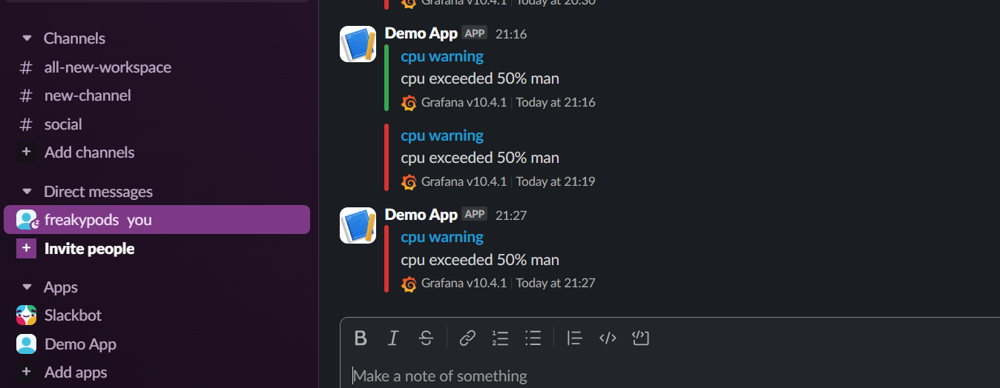 Channels
# all-new-workspace
# new-channel
# social
+ Add channels
Direct messages
freakypods you
+ Invite people
Apps
Slackbot
Demo App
+ Add apps
Grafana v10.4.1 | Today at 20:30
Demo App APP 21:16
cpu warning
cpu exceeded 50% man
Grafana v10.4.1 | Today at 21:16
cpu warning
cpu exceeded 50% man
Grafana v10.4.1 | Today at 21:19
Demo App APP 21:27
cpu warning
cpu exceeded 50% man
Grafana v10.4.1 | Today at 21:27
Make a note of something